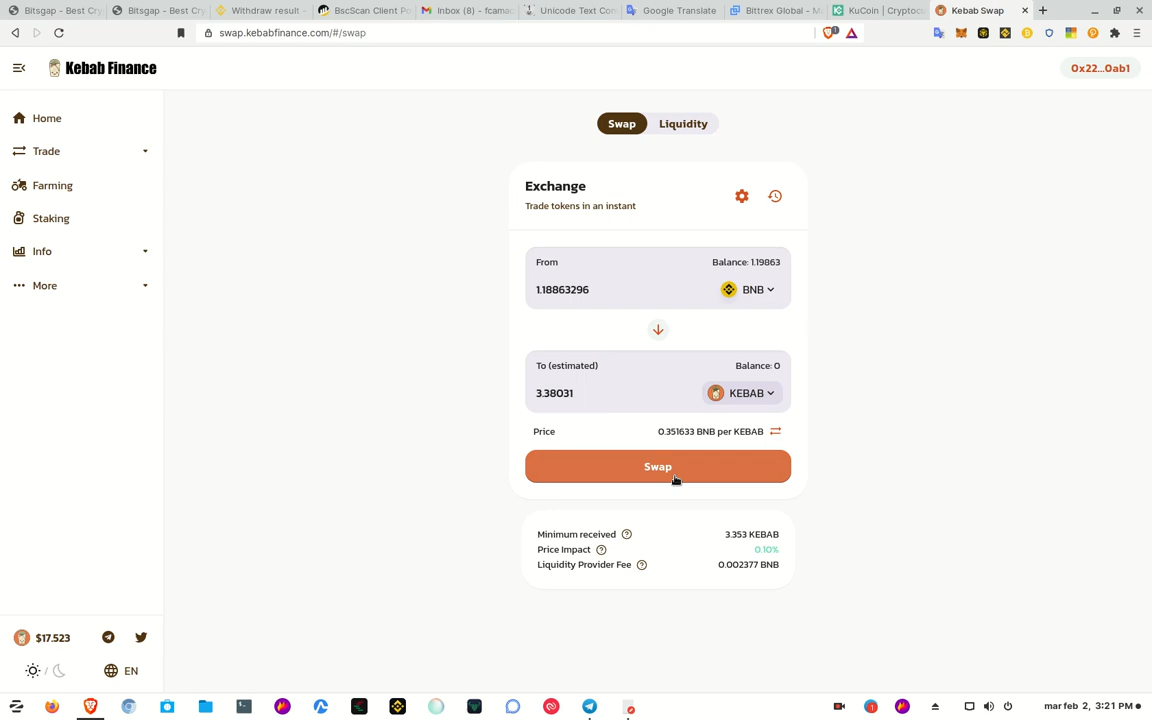 Bitsgap - Best Cry
Bitsgap - Best Cry
Withdraw result -
BscScan Client Po
Inbox (8) - fcamac
Unicode Text Con
Google Translate
Bittrex Global - Ma
KuCoin | Cryptocu
Kebab Swap
swap.kebabfinance.com/#/swap
1
Kebab Finance
0x22...0ab1
Home
Trade
Farming
Staking
Info
More
Swap
Liquidity
Exchange
Trade tokens in an instant
From
Balance: 1.19863
1.18863296
BNB
To (estimated)
Balance: 0
3.38031
KEBAB
Price
0.351633 BNB per KEBAB
Swap
Minimum received
3.353 KEBAB
Price Impact
0.10%
Liquidity Provider Fee
0.002377 BNB
$17.523
/
EN
1
mar feb 2, 3:21 PM